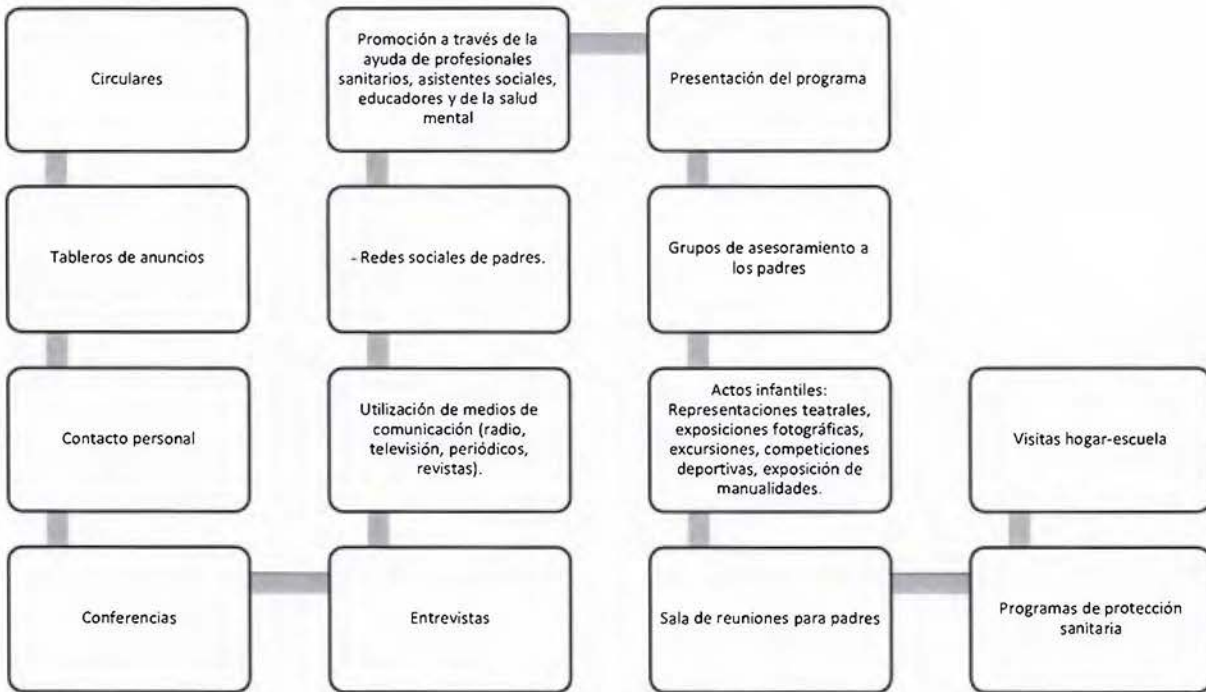 Circulares
Tableros de anuncios
Contacto personal
Conferencias
Entrevistas
Utilización de medios de
comunicación (radio,
televisión, periódicos,
revistas).
- Redes sociales de padres.
Promoción a través de la
ayuda de profesionales
sanitarios, asistentes sociales,
educadores y de la salud
mental
Presentación del programa
Grupos de asesoramiento a
los padres
Actos infantiles:
Representaciones teatrales,
exposiciones fotográficas,
excursiones, competiciones
deportivas, exposición de
manualidades.
Sala de reuniones para padres
Programas de protección
sanitaria
Visitas hogar-escuela